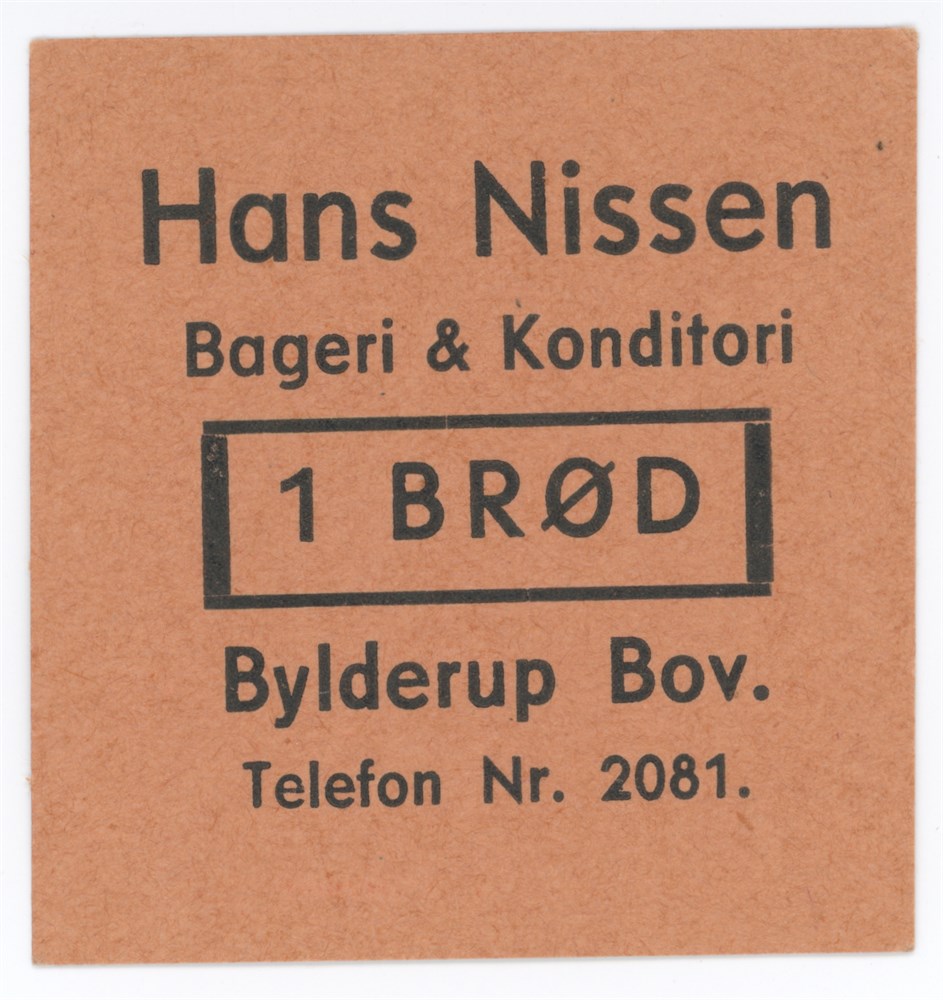 Hans Nissen
Bageri & Konditori
1 BRØD
Bylderup Bov.
Telefon Nr. 2081.